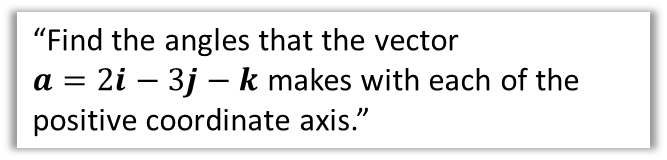 “Find the angles that the vector
𝒂 = 2𝒊 − 3𝒋 − 𝒌 makes with each of the
positive coordinate axis.”